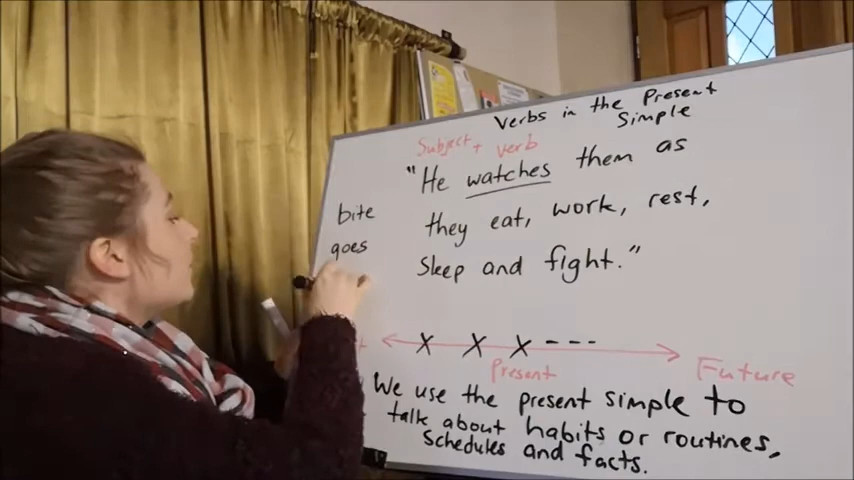 Verbs in the Present
Simple
Subject + verb
"He watches them as
they eat, work, rest,
Sleep and fight."
bite
goes
Present
Future
We use the present simple to
talk about habits or routines,
schedules and facts.